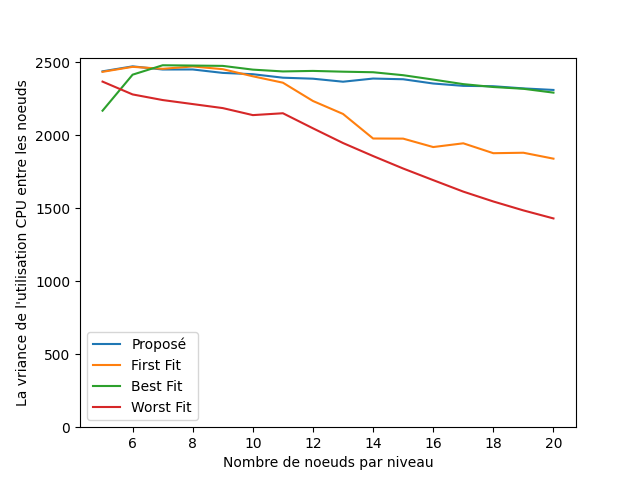 La vriance de l'utilisation CPU entre les noeuds
2500
2000
1500
1000
500
0
Proposé
First Fit
Best Fit
Worst Fit
6 8 10 12 14 16 18 20
Nombre de noeuds par niveau